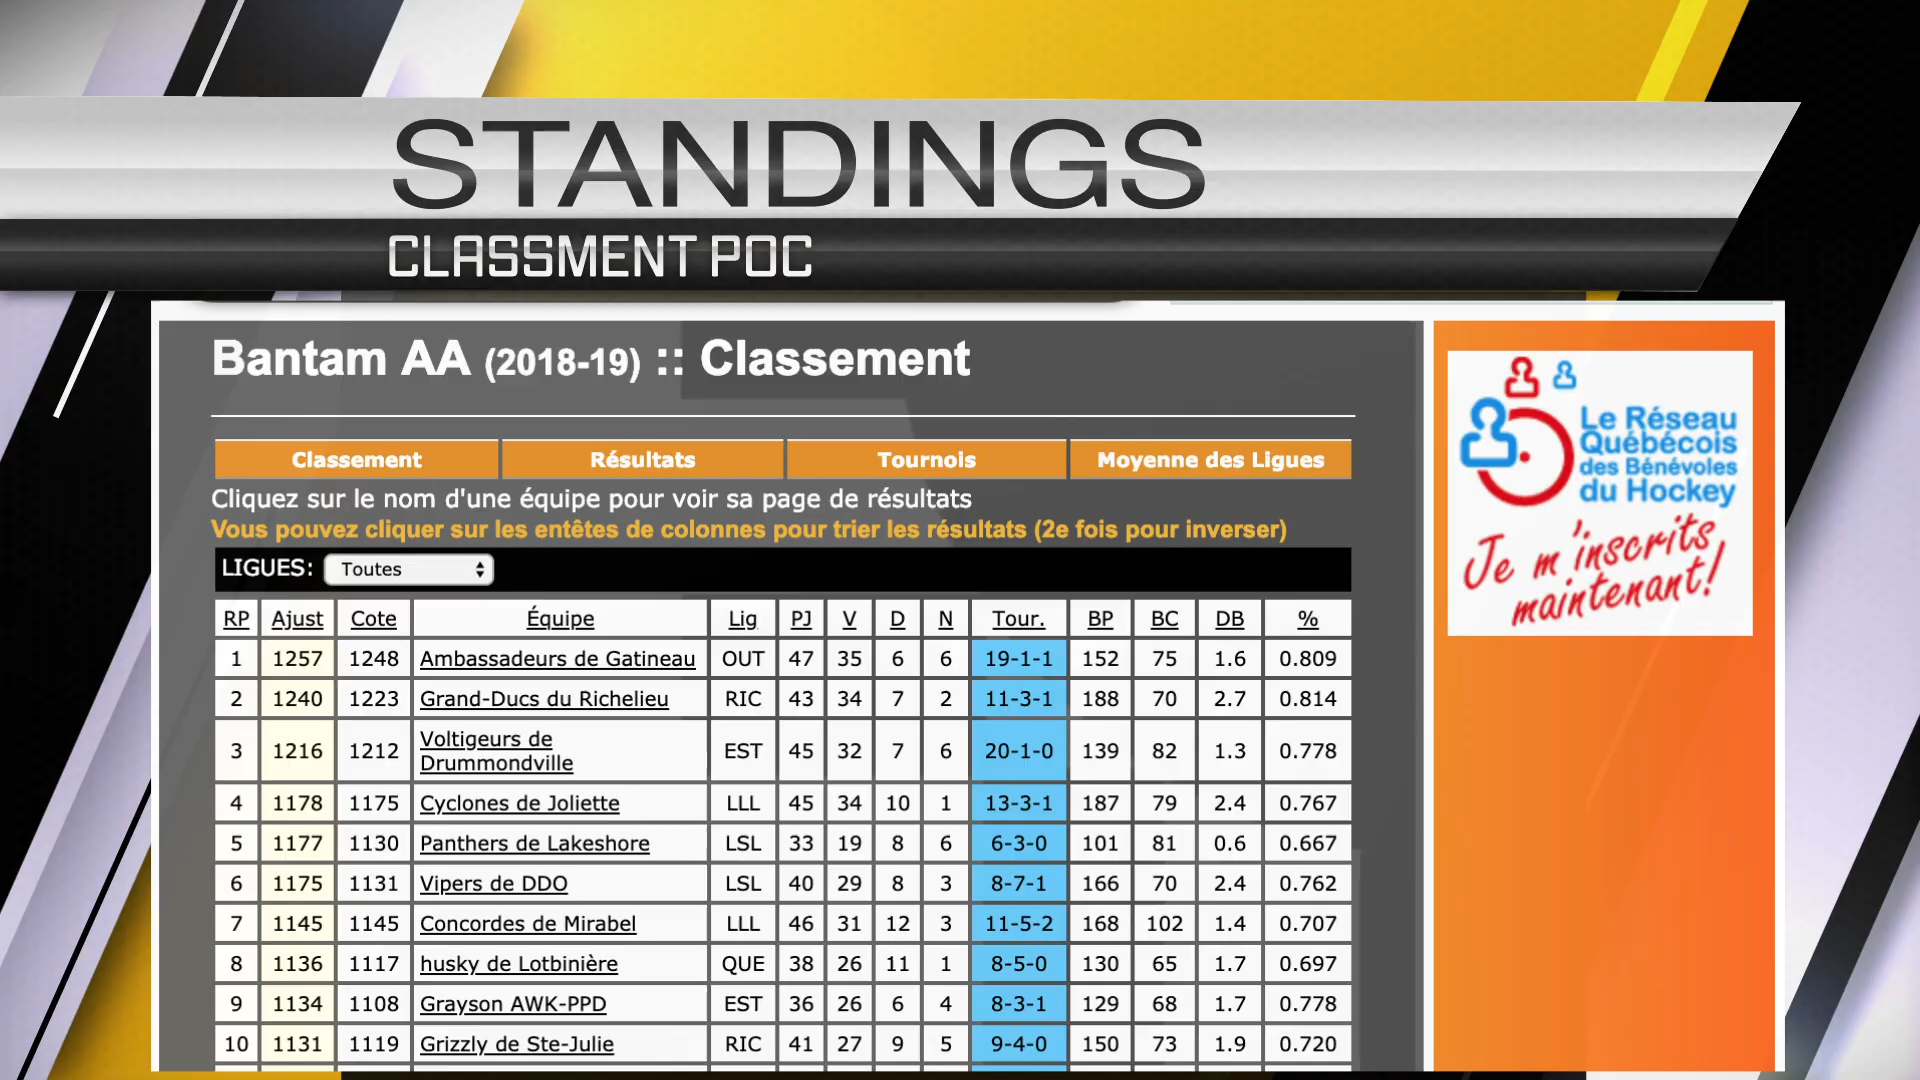 STANDINGS
CLASSMENT POC
Bantam AA (2018-19) :: Classement
Classement Résultats Tournois Moyenne des Ligues
Cliquez sur le nom d'une équipe pour voir sa page de résultats
Vous pouvez cliquer sur les entêtes de colonnes pour trier les résultats (2e fois pour inverser)
LIGUES: Toutes
RP Ajust Cote Équipe Lig PJ V D N Tour. BP BC DB %
1 1257 1248 Ambassadeurs de Gatineau OUT 47 35 6 6 19-1-1 152 75 1.6 0.809
2 1240 1223 Grand-Ducs du Richelieu RIC 43 34 7 2 11-3-1 188 70 2.7 0.814
3 1216 1212 Voltigeurs de Drummondville EST 45 32 7 6 20-1-0 139 82 1.3 0.778
4 1178 1175 Cyclones de Joliette LLL 45 34 10 1 13-3-1 187 79 2.4 0.767
5 1177 1130 Panthers de Lakeshore LSL 33 19 8 6 6-3-0 101 81 0.6 0.667
6 1175 1131 Vipers de DDO LSL 40 29 8 3 8-7-1 166 70 2.4 0.762
7 1145 1145 Concordes de Mirabel LLL 46 31 12 3 11-5-2 168 102 1.4 0.707
8 1136 1117 husky de Lotbinière QUE 38 26 11 1 8-5-0 130 65 1.7 0.697
9 1134 1108 Grayson AWK-PPD EST 36 26 6 4 8-3-1 129 68 1.7 0.778
10 1131 1119 Grizzly de Ste-Julie RIC 41 27 9 5 9-4-0 150 73 1.9 0.720
Le Réseau
Québécois
des Bénévoles
du Hockey
Je m'inscrits
maintenant!